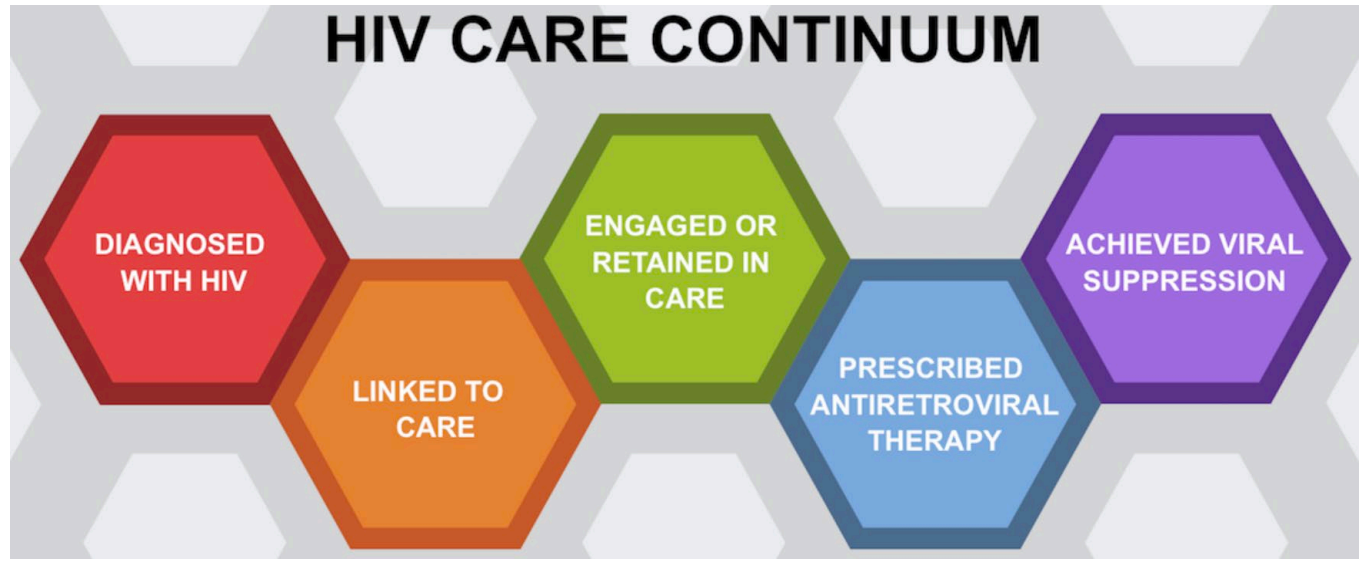 HIV CARE CONTINUUM
DIAGNOSED
WITH HIV
LINKED TO
CARE
ENGAGED OR
RETAINED IN
CARE
PRESCRIBED
ANTIRETROVIRAL
THERAPY
ACHIEVED VIRAL
SUPPRESSION